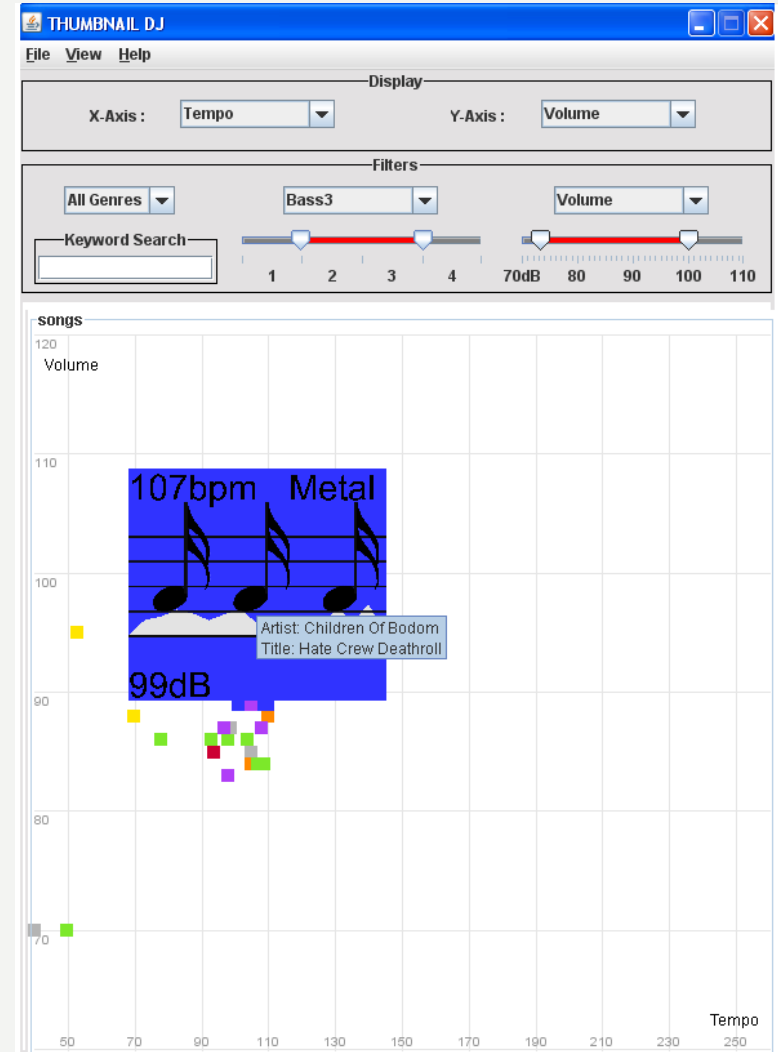 THUMBNAIL DJ
File View Help
Display
X-Axis : Tempo Y-Axis : Volume
Filters
All Genres Bass3 Volume
Keyword Search
1 2 3 4 70dB 80 90 100 110
songs
120
Volume
110
107bpm Metal
100
Artist: Children Of Bodom
Title: Hate Crew Deathroll
99dB
90
80
70
Tempo
50 70 90 110 130 150 170 190 210 230 250